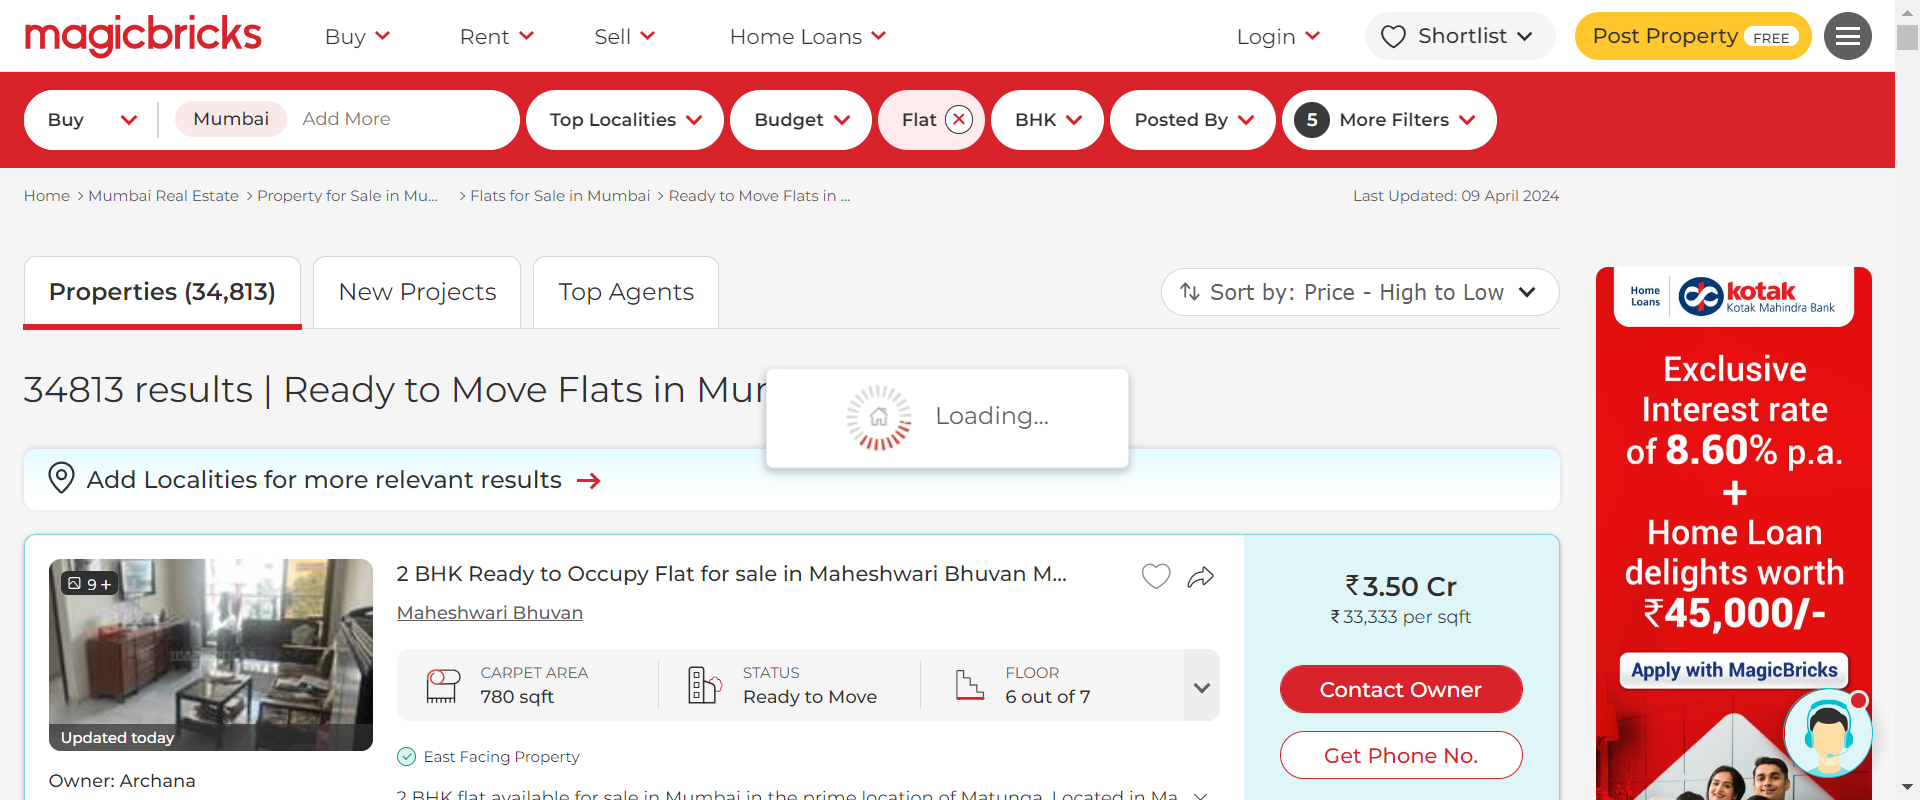 magicbricks
Buy
Rent
Sell
Home Loans
Login
Shortlist
Post Property FREE
Buy
Mumbai
Add More
Top Localities
Budget
Flat
BHK
Posted By
5 More Filters
Home > Mumbai Real Estate > Property for Sale in Mu... > Flats for Sale in Mumbai > Ready to Move Flats in ...
Last Updated: 09 April 2024
Properties (34,813)
New Projects
Top Agents
Sort by: Price - High to Low
34813 results | Ready to Move Flats in Mu
Loading...
Add Localities for more relevant results
9 +
Updated today
Owner: Archana
2 BHK Ready to Occupy Flat for sale in Maheshwari Bhuvan M...
Maheshwari Bhuvan
CARPET AREA
780 sqft
STATUS
Ready to Move
FLOOR
6 out of 7
East Facing Property
2 BHK flat available for sale in Mumbai in the prime location of Matunga. Located in Ma
₹3.50 Cr
₹33,333 per sqft
Contact Owner
Get Phone No.
Home
Loans
kotak
Kotak Mahindra Bank
Exclusive
Interest rate
of 8.60% p.a.
+
Home Loan
delights worth
₹45,000/-
Apply with MagicBricks